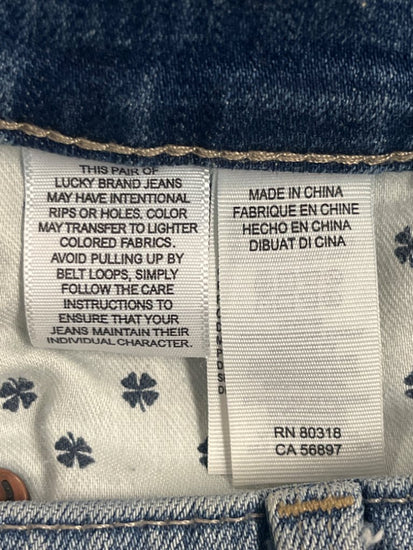 THIS PAIR OF
LUCKY BRAND JEANS
MAY HAVE INTENTIONAL
RIPS OR HOLES, COLOR
MAY TRANSFER TO LIGHTER
COLORED FABRICS.
AVOID PULLING UP BY
BELT LOOPS, SIMPLY
FOLLOW THE CARE
INSTRUCTIONS TO
ENSURE THAT YOUR
JEANS MAINTAIN THEIR
INDIVIDUAL CHARACTER.
MADE IN CHINA
FABRIQUE EN CHINE
HECHO EN CHINA
DIBUAT DI CINA
RN 80318
CA 56897